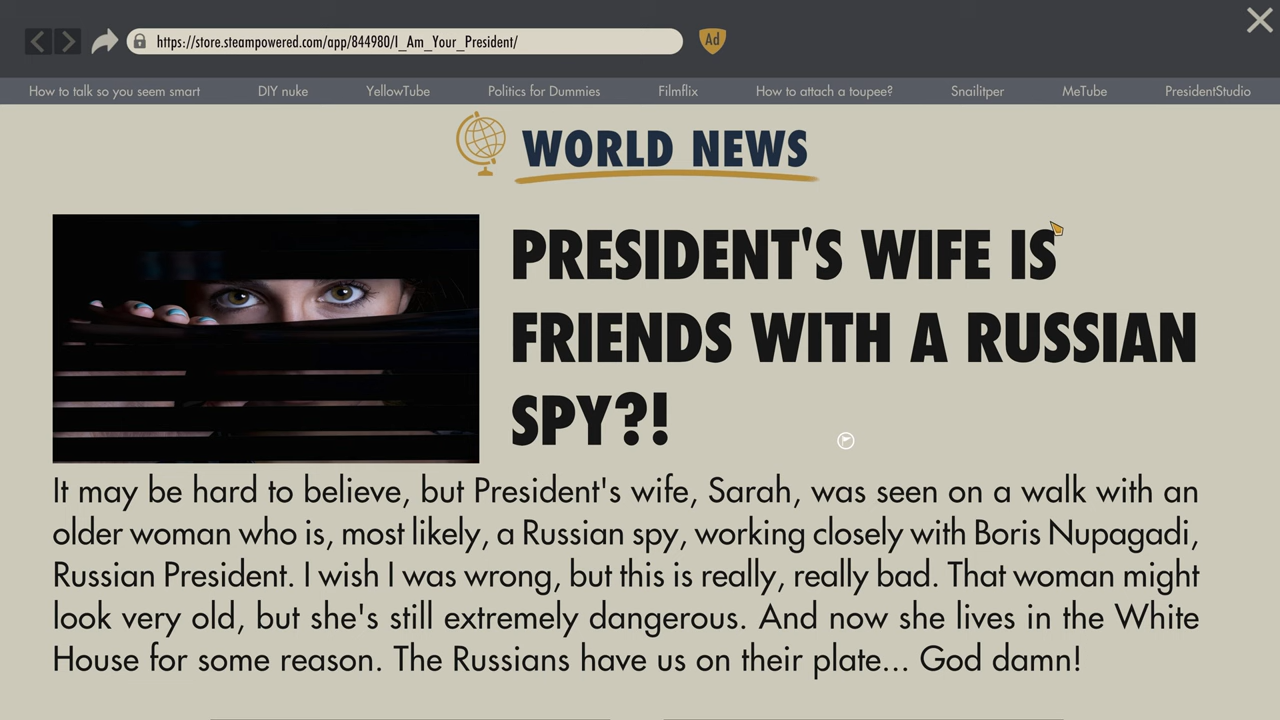 https://store.steampowered.com/app/844980/I_Am_Your_President/
Ad
How to talk so you seem smart DIY nuke YellowTube Politics for Dummies Filmflix How to attach a toupee? Snailitper MeTube PresidentStudio
WORLD NEWS
PRESIDENT'S WIFE IS
FRIENDS WITH A RUSSIAN
SPY?!
It may be hard to believe, but President's wife, Sarah, was seen on a walk with an
older woman who is, most likely, a Russian spy, working closely with Boris Nupagadi,
Russian President. I wish I was wrong, but this is really, really bad. That woman might
look very old, but she's still extremely dangerous. And now she lives in the White
House for some reason. The Russians have us on their plate... God damn!